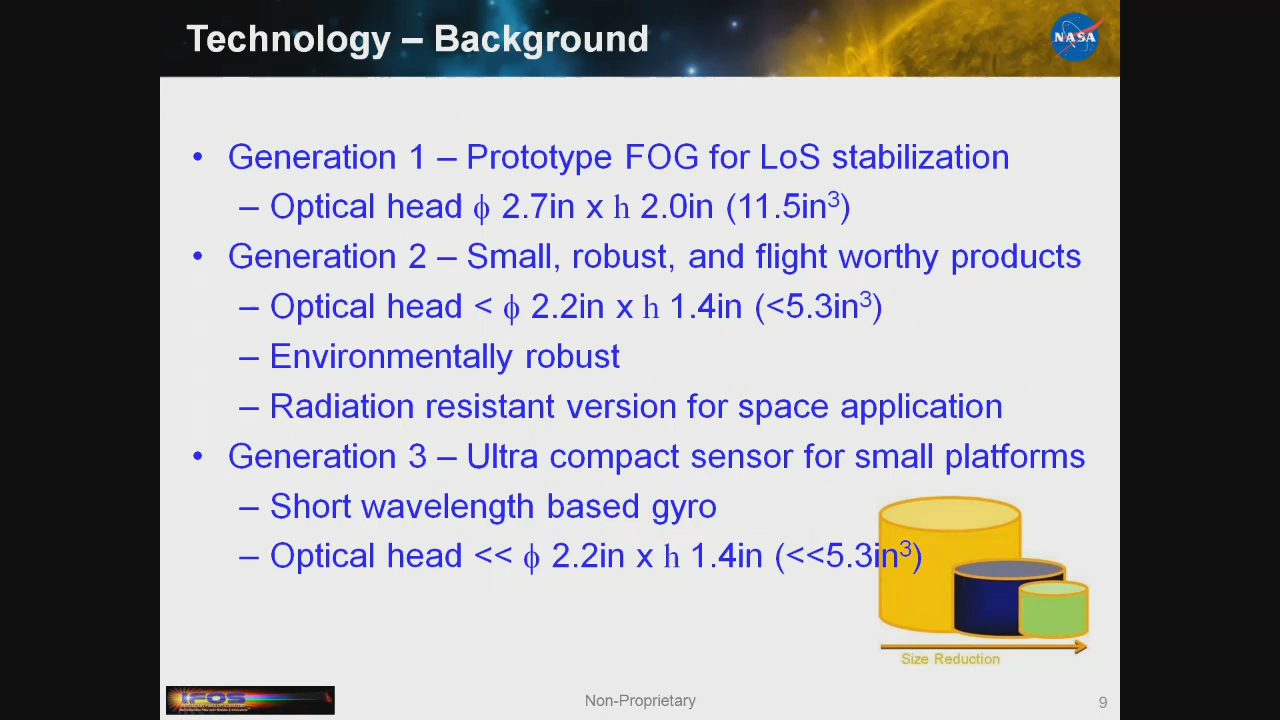 Technology – Background
NASA
• Generation 1 – Prototype FOG for LoS stabilization
– Optical head ϕ 2.7in x h 2.0in (11.5in³)
• Generation 2 – Small, robust, and flight worthy products
– Optical head < ϕ 2.2in x h 1.4in (<5.3in³)
– Environmentally robust
– Radiation resistant version for space application
• Generation 3 – Ultra compact sensor for small platforms
– Short wavelength based gyro
– Optical head << ϕ 2.2in x h 1.4in (<<5.3in³)
Size Reduction
IFOS
Non-Proprietary
9